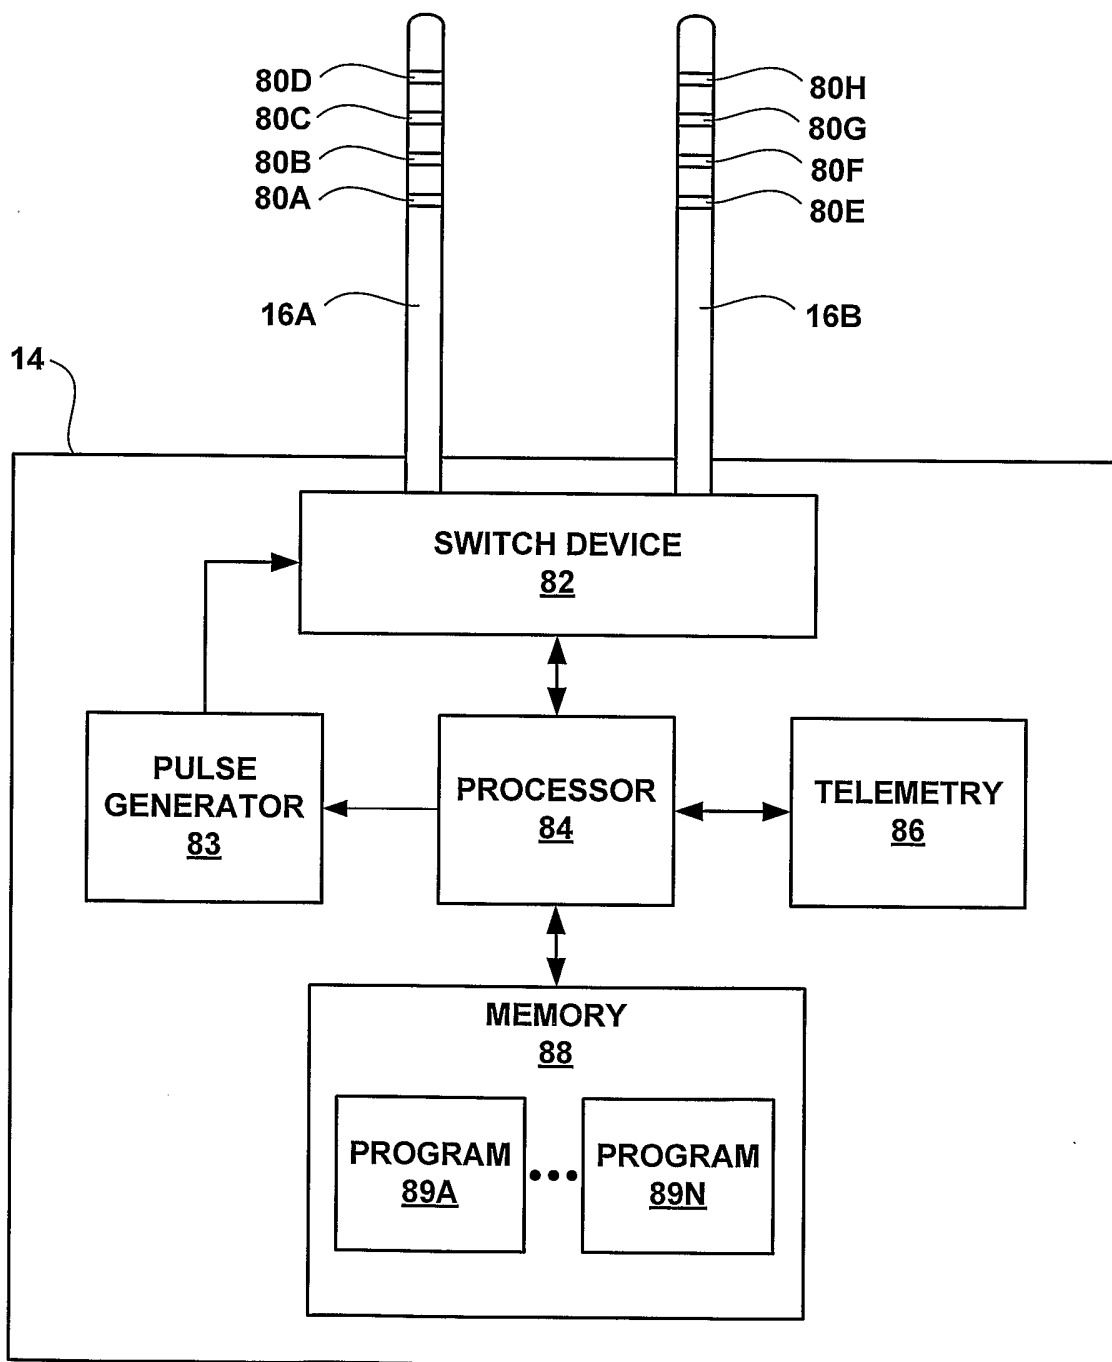 80D
80H
80C
80G
80B
80F
80A
80E
16A
16B
14
SWITCH DEVICE
82
PULSE
GENERATOR
83
PROCESSOR
84
TELEMETRY
86
MEMORY
88
PROGRAM
89A
•••
PROGRAM
89N